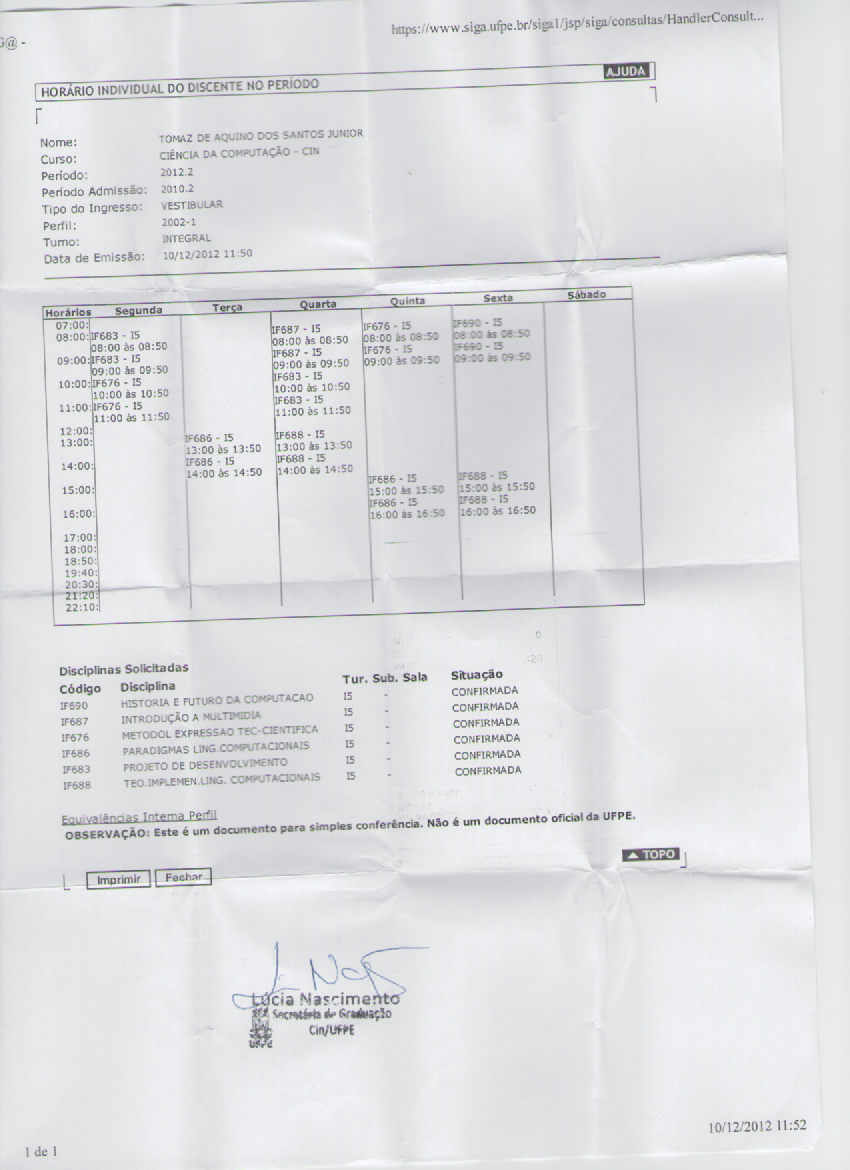 https://www.siga.ufpe.br/siga1/jsp/siga/consultas/HandlerConsult...
G@ -
HORÁRIO INDIVIDUAL DO DISCENTE NO PERÍODO
AJUDA
Nome: TOMAZ DE AQUINO DOS SANTOS JUNIOR
Curso: CIÊNCIA DA COMPUTAÇÃO - CIN
Período: 2012.2
Período Admissão: 2010.2
Tipo do Ingresso: VESTIBULAR
Perfil: 2002-1
Turno: INTEGRAL
Data de Emissão: 10/12/2012 11:50
Horários Segunda Terça Quarta Quinta Sexta Sábado
07:00:
08:00: IF683 - I5 IF687 - I5 IF676 - I5 IF690 - I5
08:00 às 08:50 08:00 às 08:50 08:00 às 08:50 08:00 às 08:50
09:00: IF683 - I5 IF687 - I5 IF676 - I5 IF690 - I5
09:00 às 09:50 09:00 às 09:50 09:00 às 09:50 09:00 às 09:50
10:00: IF676 - I5 IF683 - I5
10:00 às 10:50 10:00 às 10:50
11:00: IF676 - I5 IF683 - I5
11:00 às 11:50 11:00 às 11:50
12:00:
13:00: IF686 - I5 IF688 - I5
13:00 às 13:50 13:00 às 13:50
14:00: IF686 - I5 IF688 - I5
14:00 às 14:50 14:00 às 14:50
15:00: IF686 - I5 IF688 - I5
15:00 às 15:50 15:00 às 15:50
16:00: IF686 - I5 IF688 - I5
16:00 às 16:50 16:00 às 16:50
17:00:
18:00:
18:50:
19:40:
20:30:
21:20:
22:10:
Disciplinas Solicitadas
Código Disciplina Tur. Sub. Sala Situação
IF690 HISTORIA E FUTURO DA COMPUTACAO I5 - CONFIRMADA
IF687 INTRODUÇÃO A MULTIMIDIA I5 - CONFIRMADA
IF676 METODOL EXPRESSAO TEC-CIENTIFICA I5 - CONFIRMADA
IF686 PARADIGMAS LING.COMPUTACIONAIS I5 - CONFIRMADA
IF683 PROJETO DE DESENVOLVIMENTO I5 - CONFIRMADA
IF688 TEO.IMPLEMEN.LING. COMPUTACIONAIS I5 - CONFIRMADA
Equivalências Interna Perfil
OBSERVAÇÃO: Este é um documento para simples conferência. Não é um documento oficial da UFPE.
TOPO
Imprimir Fechar
Lúcia Nascimento
Secretária de Graduação
Cin/UFPE
UFPE
10/12/2012 11:52
1 de 1